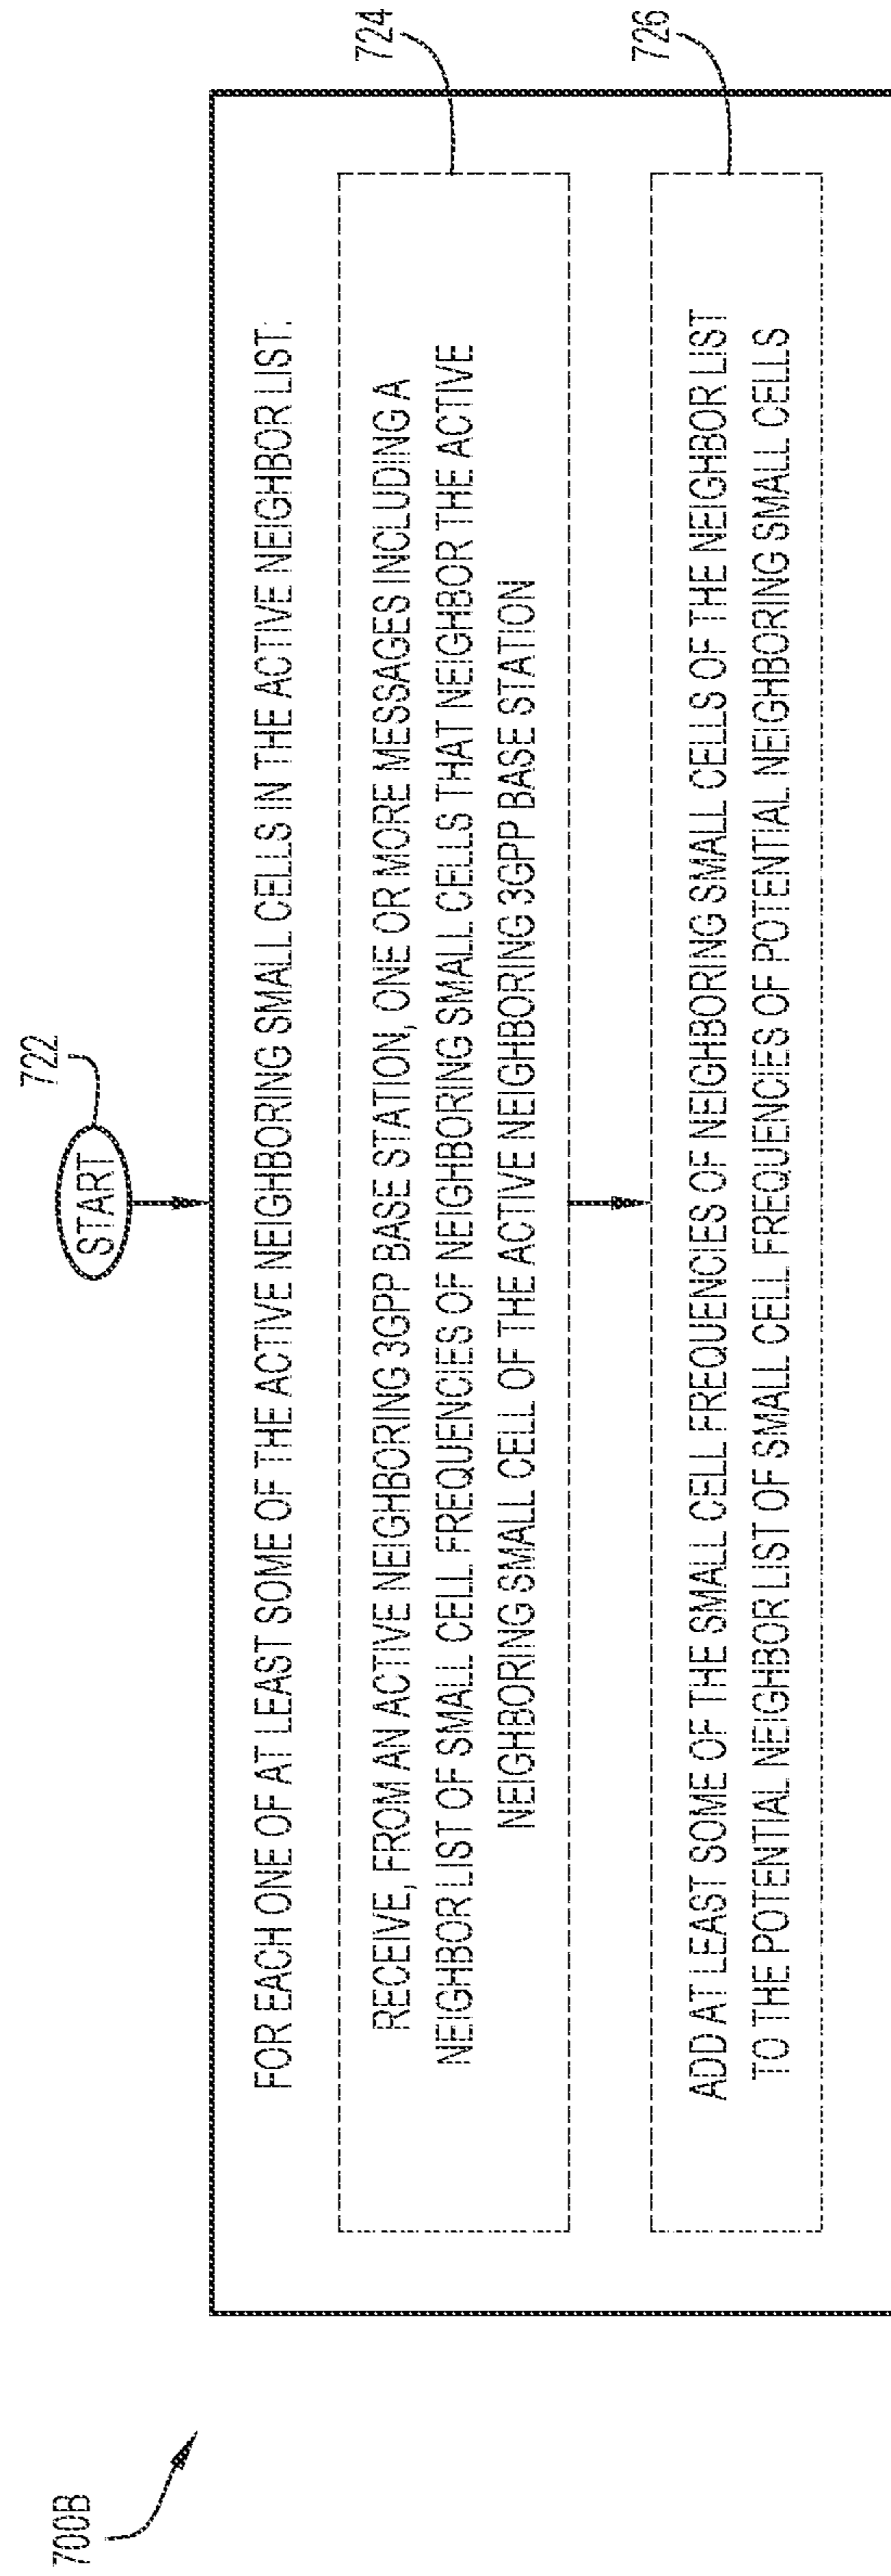 700B
722
START
FOR EACH ONE OF AT LEAST SOME OF THE ACTIVE NEIGHBORING SMALL CELLS IN THE ACTIVE NEIGHBOR LIST:
724
RECEIVE, FROM AN ACTIVE NEIGHBORING 3GPP BASE STATION, ONE OR MORE MESSAGES INCLUDING A
NEIGHBOR LIST OF SMALL CELL FREQUENCIES OF NEIGHBORING SMALL CELLS THAT NEIGHBOR THE ACTIVE
NEIGHBORING SMALL CELL OF THE ACTIVE NEIGHBORING 3GPP BASE STATION
726
ADD AT LEAST SOME OF THE SMALL CELL FREQUENCIES OF NEIGHBORING SMALL CELLS OF THE NEIGHBOR LIST
TO THE POTENTIAL NEIGHBOR LIST OF SMALL CELL FREQUENCIES OF POTENTIAL NEIGHBORING SMALL CELLS